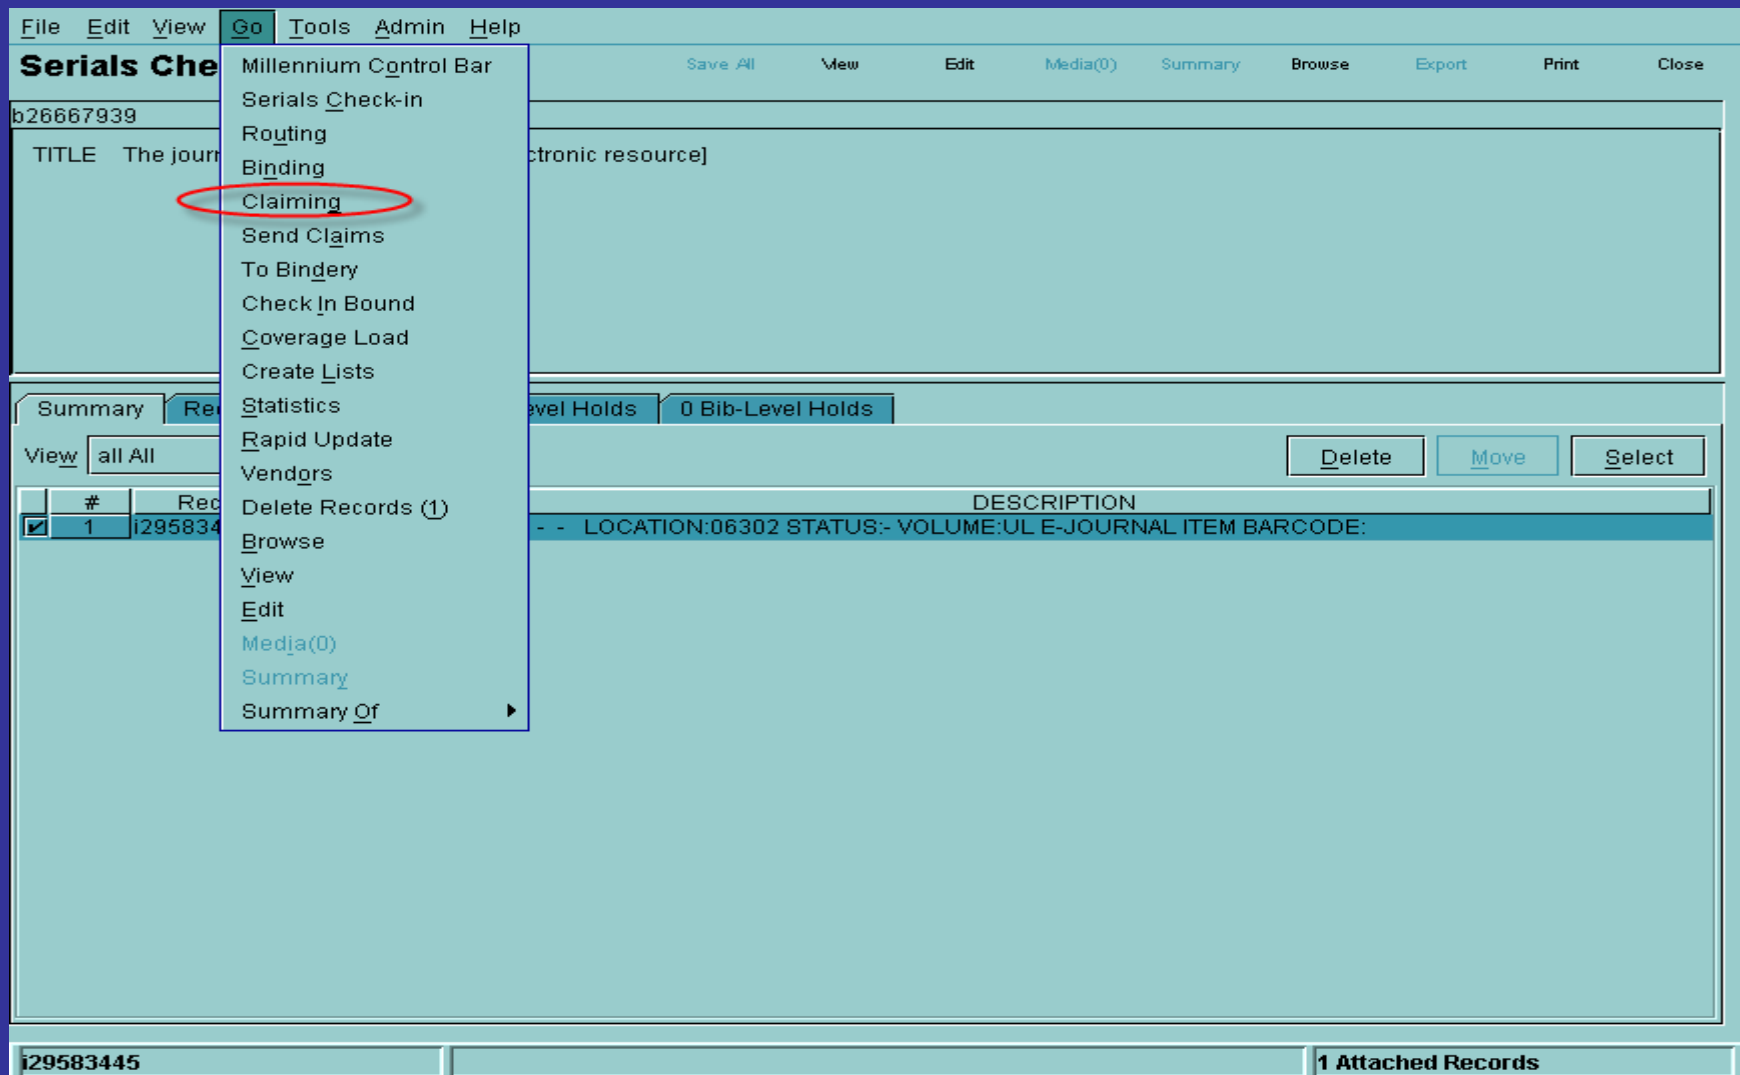 File Edit View Go Tools Admin Help
Serials Che Save All View Edit Media(0) Summary Browse Export Print Close
Millennium Control Bar
Serials Check-in
b26667939
Routing
TITLE The jour ctronic resource]
Binding
Claiming
Send Claims
To Bindery
Check In Bound
Coverage Load
Create Lists
Statistics
Summary Re evel Holds 0 Bib-Level Holds
Rapid Update
View all All Delete Move Select
Vendors
# Rec DESCRIPTION
Delete Records (1)
1 i295834 - - LOCATION:06302 STATUS:- VOLUME:UL E-JOURNAL ITEM BARCODE:
Browse
View
Edit
Media(0)
Summary
Summary Of
i29583445 1 Attached Records